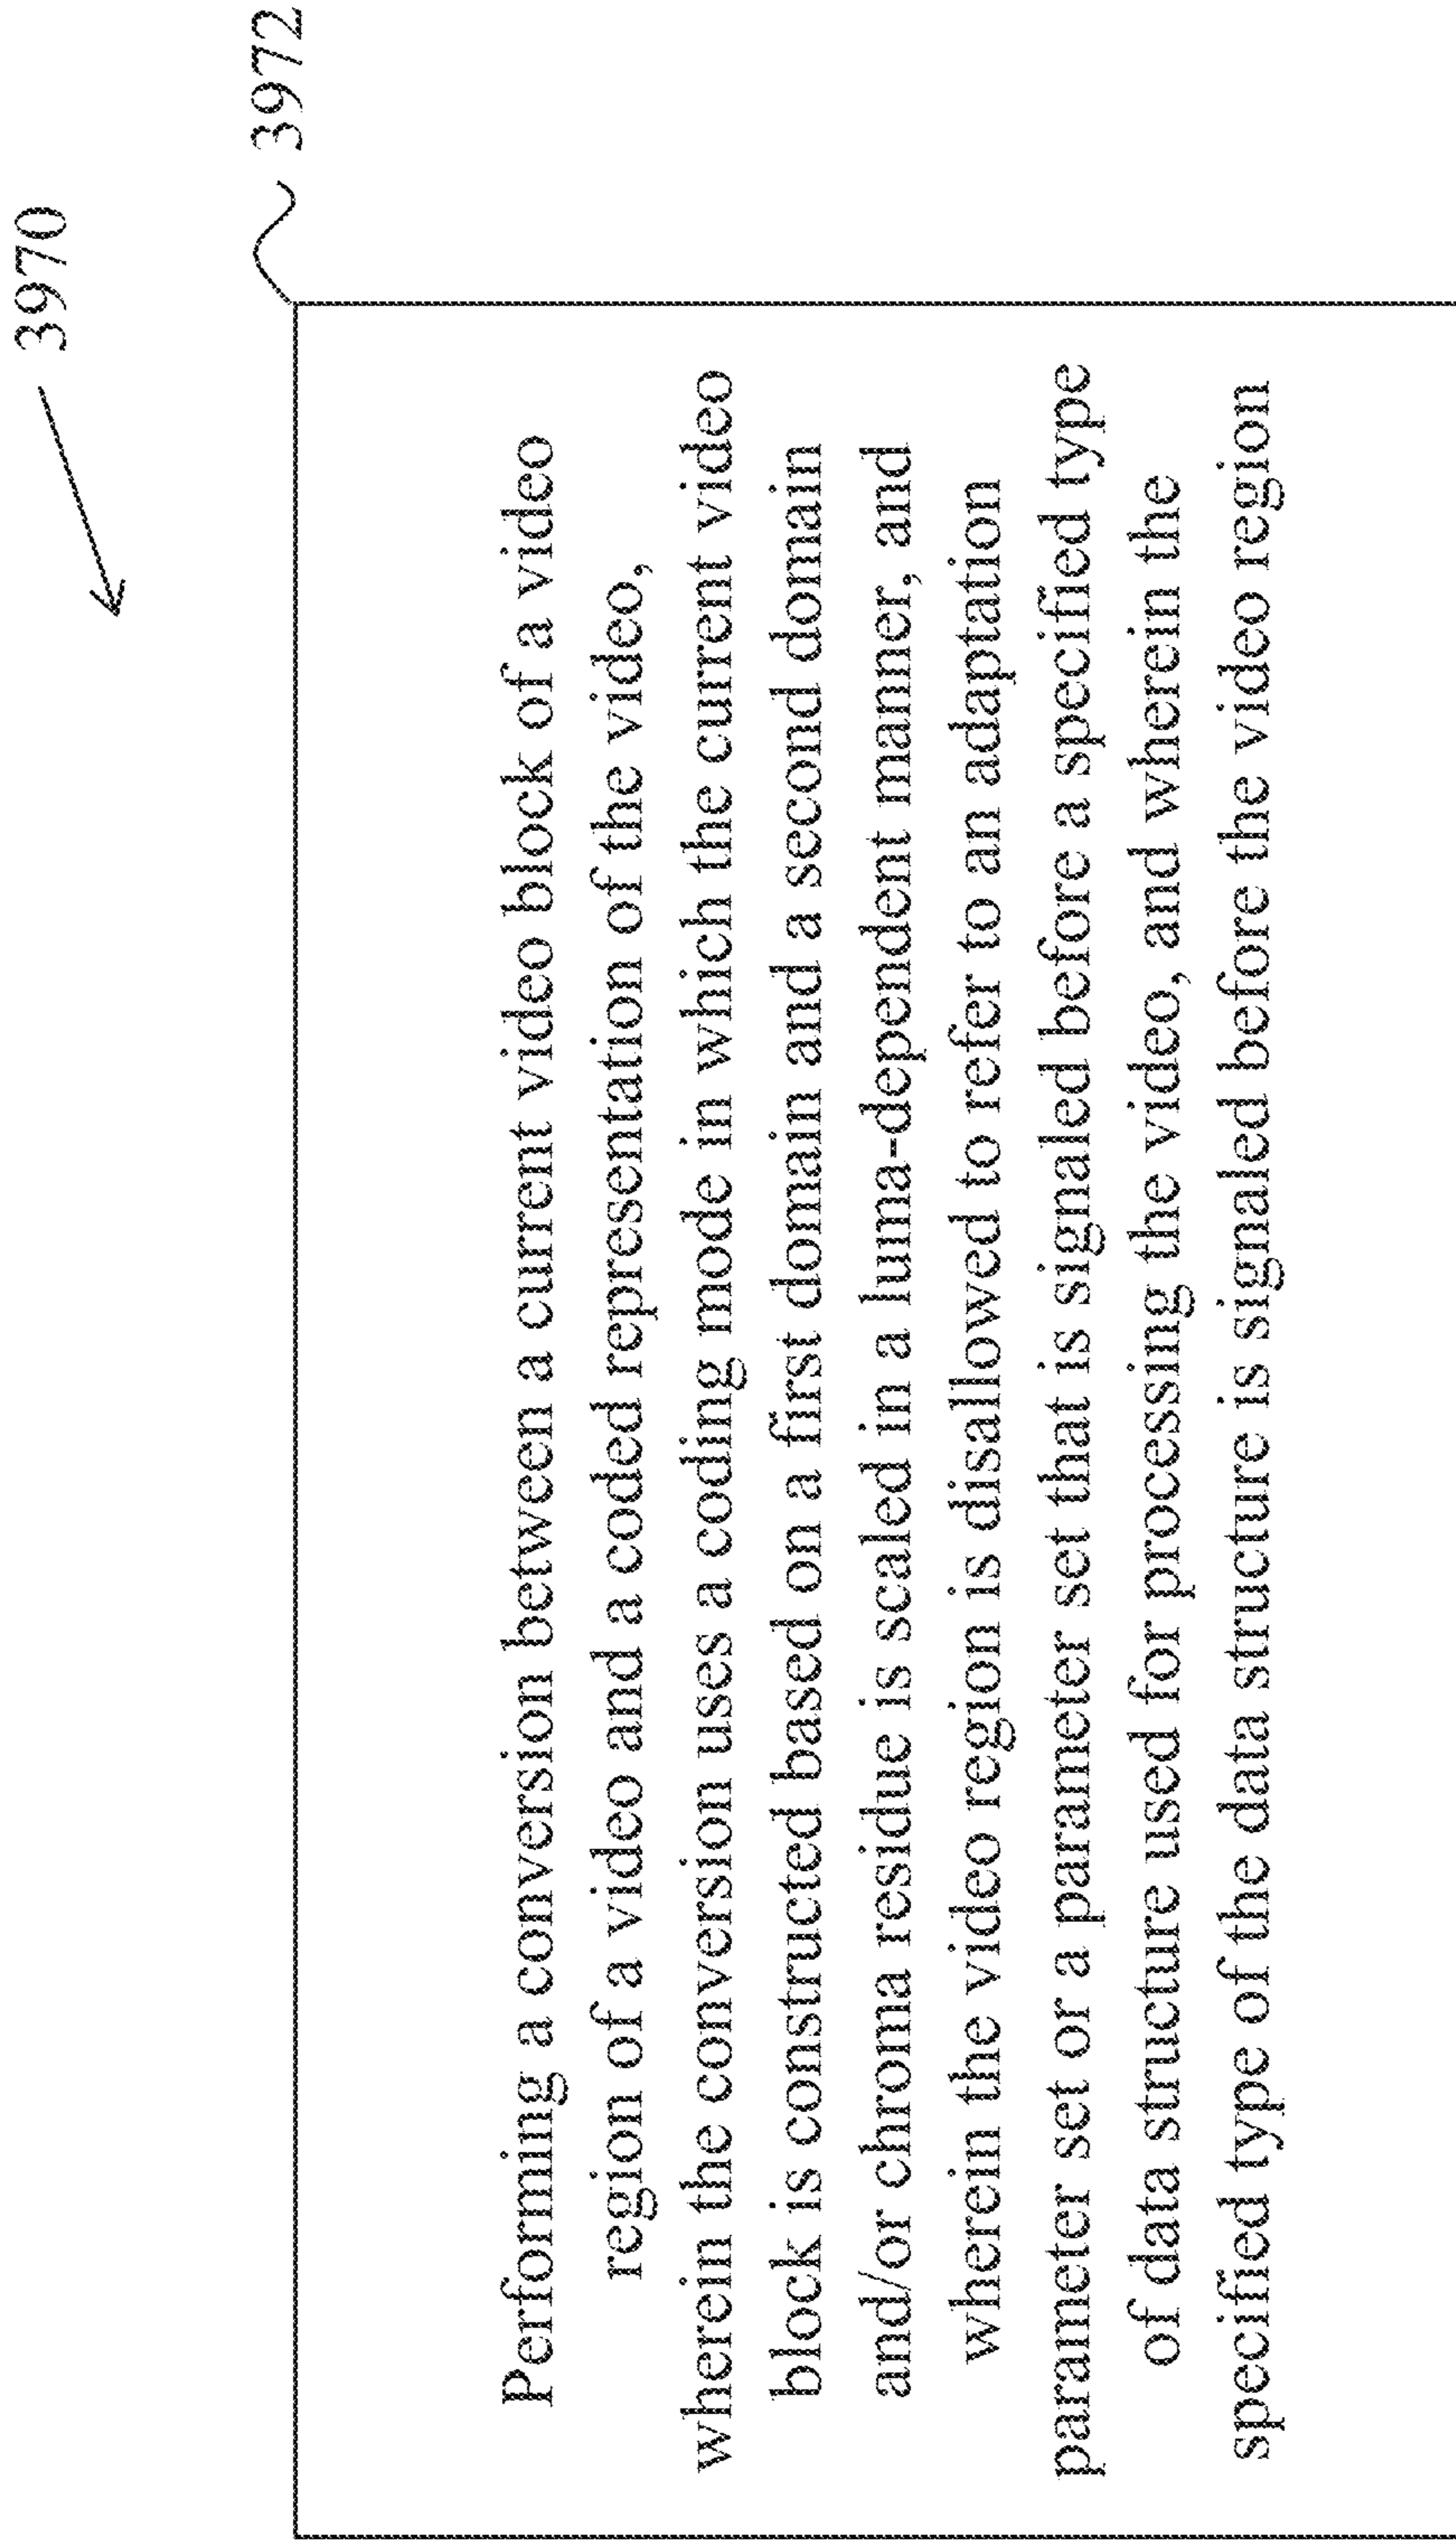 3970
3972
Performing a conversion between a current video block of a video
region of a video and a coded representation of the video,
wherein the conversion uses a coding mode in which the current video
block is constructed based on a first domain and a second domain
and/or chroma residue is scaled in a luma-dependent manner, and
wherein the video region is disallowed to refer to an adaptation
parameter set or a parameter set that is signaled before a specified type
of data structure used for processing the video, and wherein the
specified type of the data structure is signaled before the video region